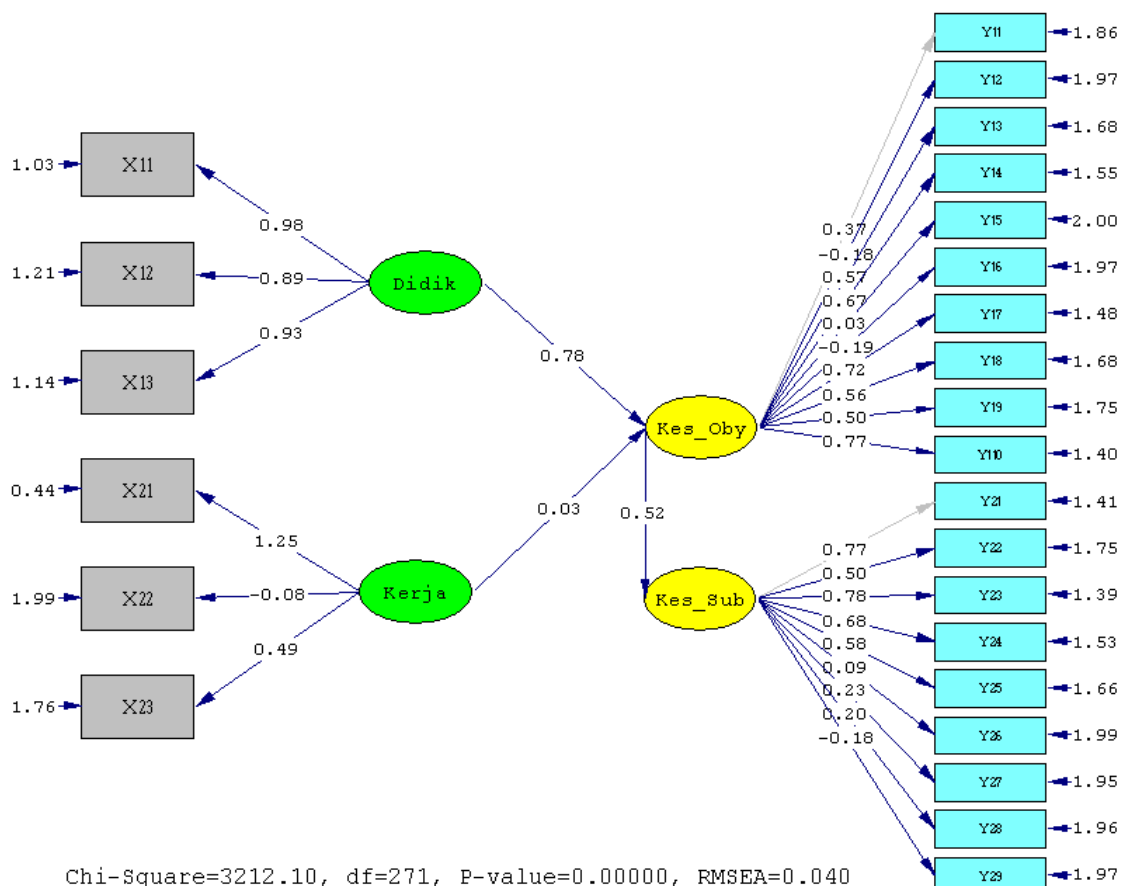 Y11
1.86
Y12
1.97
Y13
1.68
Y14
1.55
Y15
2.00
Y16
1.97
Y17
1.48
Y18
1.68
Y19
1.75
Y110
1.40
Y21
1.41
Y22
1.75
Y23
1.39
Y24
1.53
Y25
1.66
Y26
1.99
Y27
1.95
Y28
1.96
Y29
1.97
1.03
X11
1.21
X12
1.14
X13
0.44
X21
1.99
X22
1.76
X23
0.98
-0.89
0.93
1.25
-0.08
0.49
Didik
Kerja
0.78
0.03
Kes_Oby
0.52
Kes_Sub
0.37
-0.18
0.57
0.67
0.03
-0.19
0.72
0.56
0.50
0.77
0.77
0.50
0.78
0.68
0.58
0.09
0.23
0.20
-0.18
Chi-Square=3212.10, df=271, P-value=0.00000, RMSEA=0.040